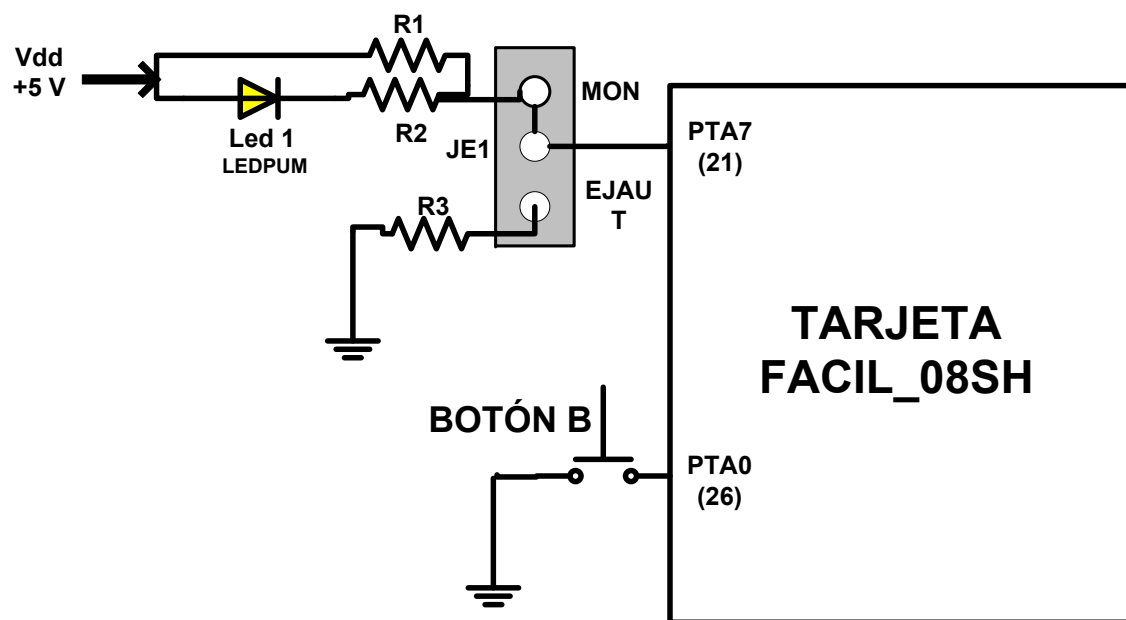 Vdd
+5 V
R1
Led 1
LEDPUM
R2
MON
JE1
EJAU
T
R3
PTA7
(21)
TARJETA
FACIL_08SH
BOTÓN B
PTA0
(26)